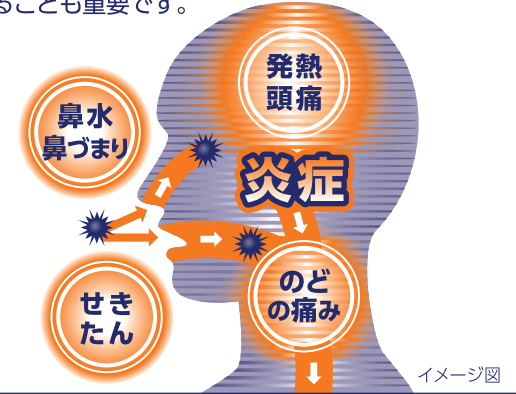 ることも重要です。
発熱
頭痛
鼻水
鼻づまり
炎症
のど
の痛み
せき
たん
イメージ図